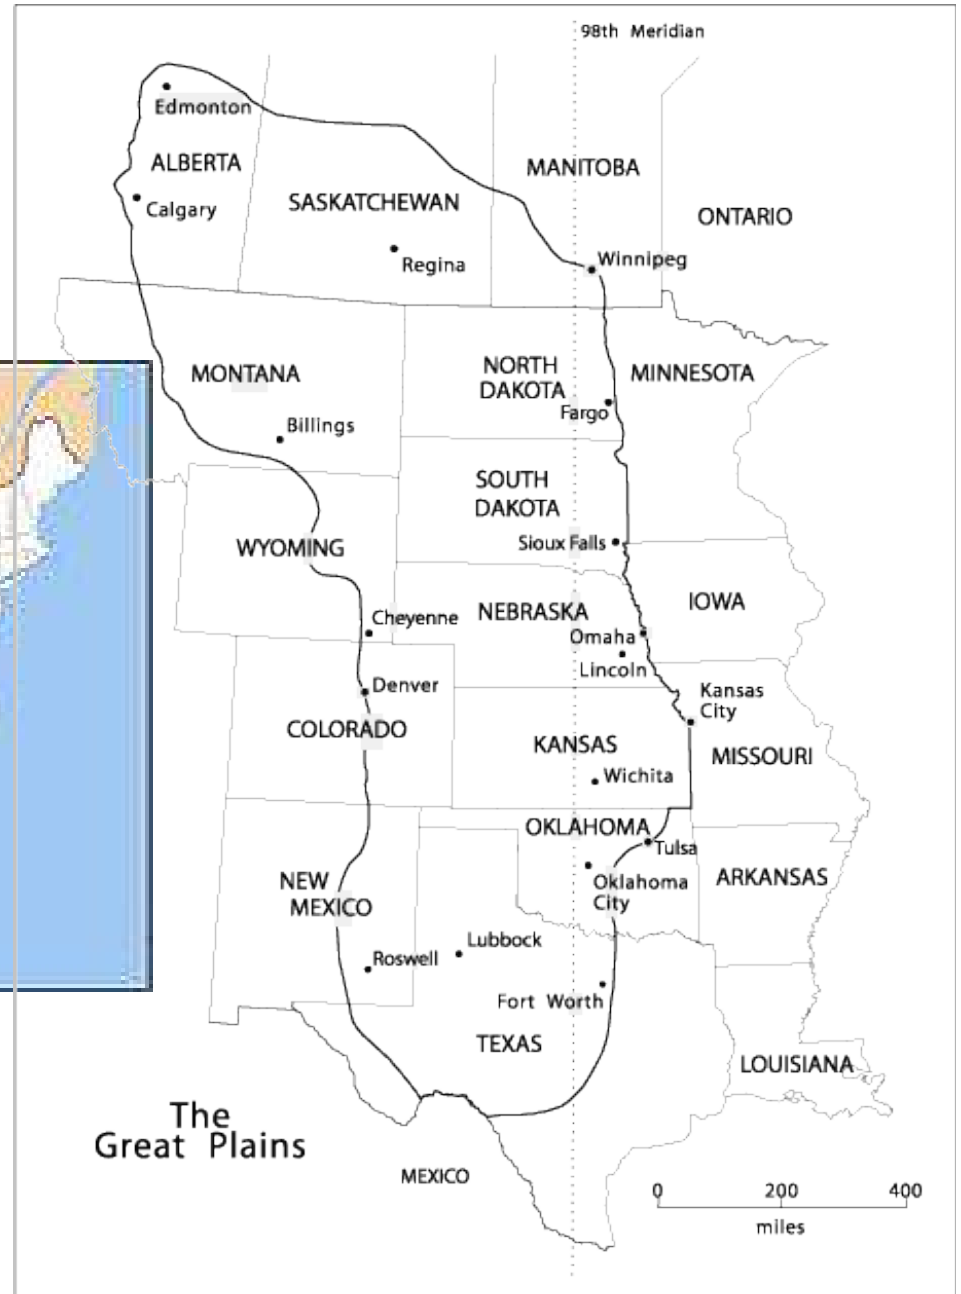 98th Meridian
Edmonton
ALBERTA
MANITOBA
Calgary
SASKATCHEWAN
ONTARIO
Regina
Winnipeg
MONTANA
NORTH
DAKOTA
MINNESOTA
Fargo
Billings
SOUTH
DAKOTA
Sioux Falls
WYOMING
NEBRASKA
IOWA
Cheyenne
Omaha
Lincoln
Denver
Kansas
City
COLORADO
KANSAS
MISSOURI
Wichita
OKLAHOMA
Tulsa
NEW
MEXICO
Oklahoma
City
ARKANSAS
Lubbock
Roswell
Fort Worth
TEXAS
LOUISIANA
The
Great Plains
MEXICO
0 200 400
miles